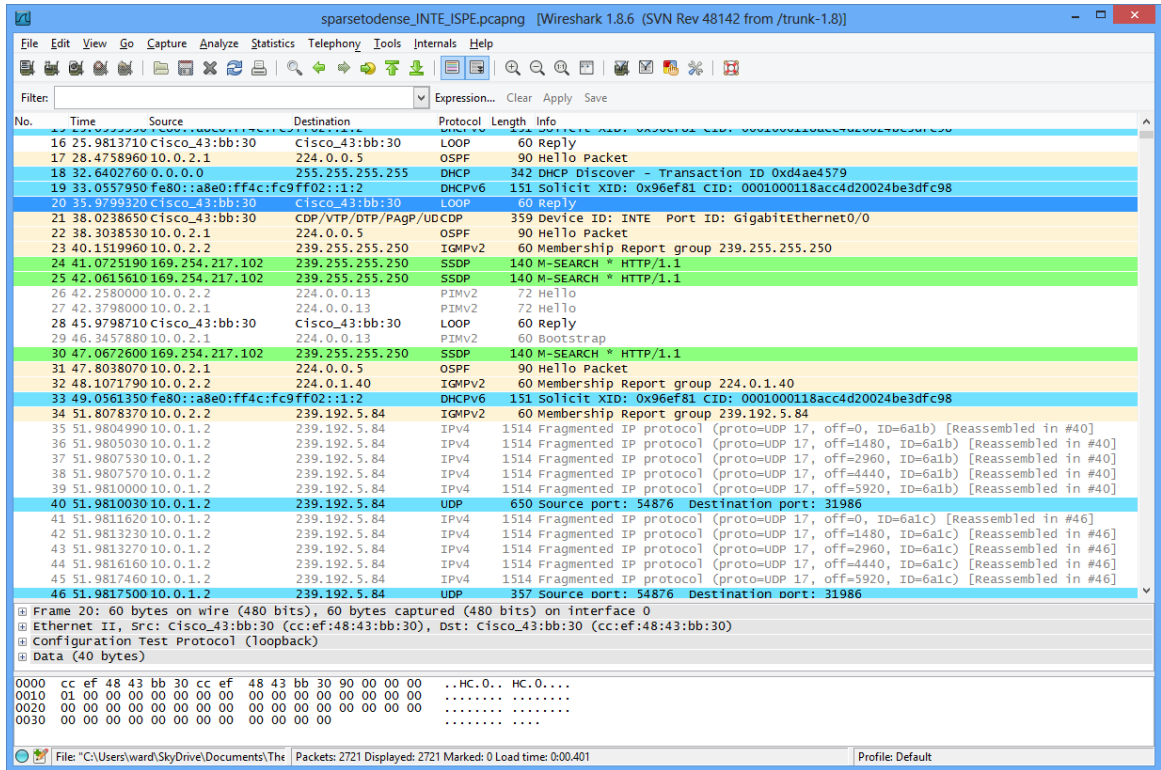 sparsetodense_INTE_ISPE.pcapng [Wireshark 1.8.6 (SVN Rev 48142 from /trunk-1.8)]
File Edit View Go Capture Analyze Statistics Telephony Tools Internals Help
Filter: Expression... Clear Apply Save
No. Time Source Destination Protocol Length Info
16 25.9813710 Cisco_43:bb:30 Cisco_43:bb:30 LOOP 60 Reply
17 28.4758960 10.0.2.1 224.0.0.5 OSPF 90 Hello Packet
18 32.6402760 0.0.0.0 255.255.255.255 DHCP 342 DHCP Discover - Transaction ID 0xd4ae4579
19 33.0557950 fe80::a8e0:ff4c:fc9ff02::1:2 DHCPv6 151 Solicit XID: 0x96ef81 CID: 0001000118acc4d20024be3dfc98
20 35.9799320 Cisco_43:bb:30 Cisco_43:bb:30 LOOP 60 Reply
21 38.0238650 Cisco_43:bb:30 CDP/VTP/DTP/PAgP/UDCDP 359 Device ID: INTE Port ID: GigabitEthernet0/0
22 38.3038530 10.0.2.1 224.0.0.5 OSPF 90 Hello Packet
23 40.1519960 10.0.2.2 239.255.255.250 IGMPv2 60 Membership Report group 239.255.255.250
24 41.0725190 169.254.217.102 239.255.255.250 SSDP 140 M-SEARCH * HTTP/1.1
25 42.0615610 169.254.217.102 239.255.255.250 SSDP 140 M-SEARCH * HTTP/1.1
26 42.2580000 10.0.2.2 224.0.0.13 PIMv2 72 Hello
27 42.3798000 10.0.2.1 224.0.0.13 PIMv2 72 Hello
28 45.9798710 Cisco_43:bb:30 Cisco_43:bb:30 LOOP 60 Reply
29 46.3457880 10.0.2.1 224.0.0.13 PIMv2 60 Bootstrap
30 47.0672600 169.254.217.102 239.255.255.250 SSDP 140 M-SEARCH * HTTP/1.1
31 47.8038070 10.0.2.1 224.0.0.5 OSPF 90 Hello Packet
32 48.1071790 10.0.2.2 224.0.1.40 IGMPv2 60 Membership Report group 224.0.1.40
33 49.0561350 fe80::a8e0:ff4c:fc9ff02::1:2 DHCPv6 151 Solicit XID: 0x96ef81 CID: 0001000118acc4d20024be3dfc98
34 51.8078370 10.0.2.2 239.192.5.84 IGMPv2 60 Membership Report group 239.192.5.84
35 51.9804990 10.0.1.2 239.192.5.84 IPv4 1514 Fragmented IP protocol (proto=UDP 17, off=0, ID=6a1b) [Reassembled in #40]
36 51.9805030 10.0.1.2 239.192.5.84 IPv4 1514 Fragmented IP protocol (proto=UDP 17, off=1480, ID=6a1b) [Reassembled in #40]
37 51.9807530 10.0.1.2 239.192.5.84 IPv4 1514 Fragmented IP protocol (proto=UDP 17, off=2960, ID=6a1b) [Reassembled in #40]
38 51.9807570 10.0.1.2 239.192.5.84 IPv4 1514 Fragmented IP protocol (proto=UDP 17, off=4440, ID=6a1b) [Reassembled in #40]
39 51.9810000 10.0.1.2 239.192.5.84 IPv4 1514 Fragmented IP protocol (proto=UDP 17, off=5920, ID=6a1b) [Reassembled in #40]
40 51.9810030 10.0.1.2 239.192.5.84 UDP 650 Source port: 54876 Destination port: 31986
41 51.9811620 10.0.1.2 239.192.5.84 IPv4 1514 Fragmented IP protocol (proto=UDP 17, off=0, ID=6a1c) [Reassembled in #46]
42 51.9813230 10.0.1.2 239.192.5.84 IPv4 1514 Fragmented IP protocol (proto=UDP 17, off=1480, ID=6a1c) [Reassembled in #46]
43 51.9813270 10.0.1.2 239.192.5.84 IPv4 1514 Fragmented IP protocol (proto=UDP 17, off=2960, ID=6a1c) [Reassembled in #46]
44 51.9816160 10.0.1.2 239.192.5.84 IPv4 1514 Fragmented IP protocol (proto=UDP 17, off=4440, ID=6a1c) [Reassembled in #46]
45 51.9817460 10.0.1.2 239.192.5.84 IPv4 1514 Fragmented IP protocol (proto=UDP 17, off=5920, ID=6a1c) [Reassembled in #46]
46 51.9817500 10.0.1.2 239.192.5.84 UDP 357 Source port: 54876 Destination port: 31986
Frame 20: 60 bytes on wire (480 bits), 60 bytes captured (480 bits) on interface 0
Ethernet II, Src: Cisco_43:bb:30 (cc:ef:48:43:bb:30), Dst: Cisco_43:bb:30 (cc:ef:48:43:bb:30)
Configuration Test Protocol (loopback)
Data (40 bytes)
0000 cc ef 48 43 bb 30 cc ef 48 43 bb 30 90 00 00 00 ..HC.0.. HC.0....
0010 01 00 00 00 00 00 00 00 00 00 00 00 00 00 00 00 ........ ........
0020 00 00 00 00 00 00 00 00 00 00 00 00 00 00 00 00 ........ ........
0030 00 00 00 00 00 00 00 00 00 00 00 00 ........ ....
File: "C:\Users\ward\SkyDrive\Documents\The Packets: 2721 Displayed: 2721 Marked: 0 Load time: 0:00.401 Profile: Default